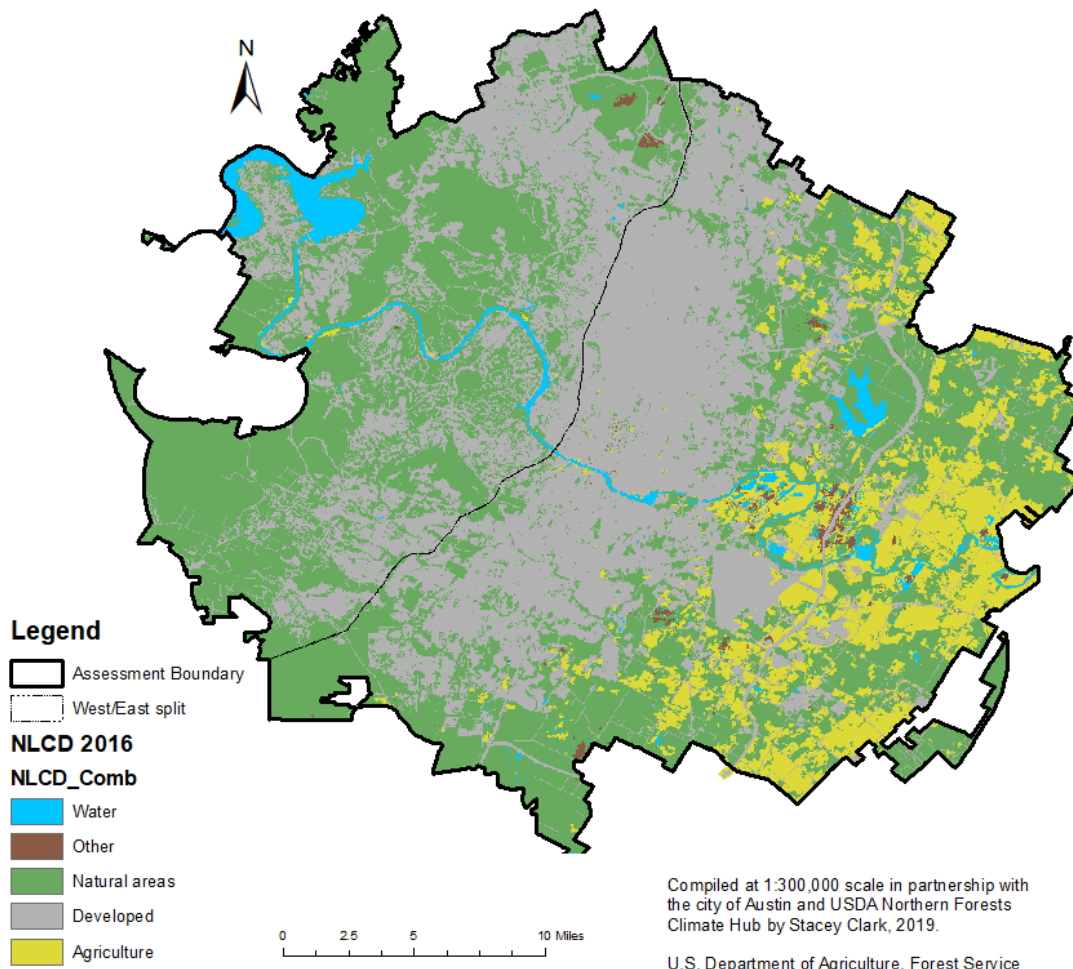 N
Legend
Assessment Boundary
West/East split
NLCD 2016
NLCD_Comb
Water
Other
Natural areas
Developed
Agriculture
0 2.5 5 10 Miles
Compiled at 1:300,000 scale in partnership with
the city of Austin and USDA Northern Forests
Climate Hub by Stacey Clark, 2019.
U.S. Department of Agriculture, Forest Service